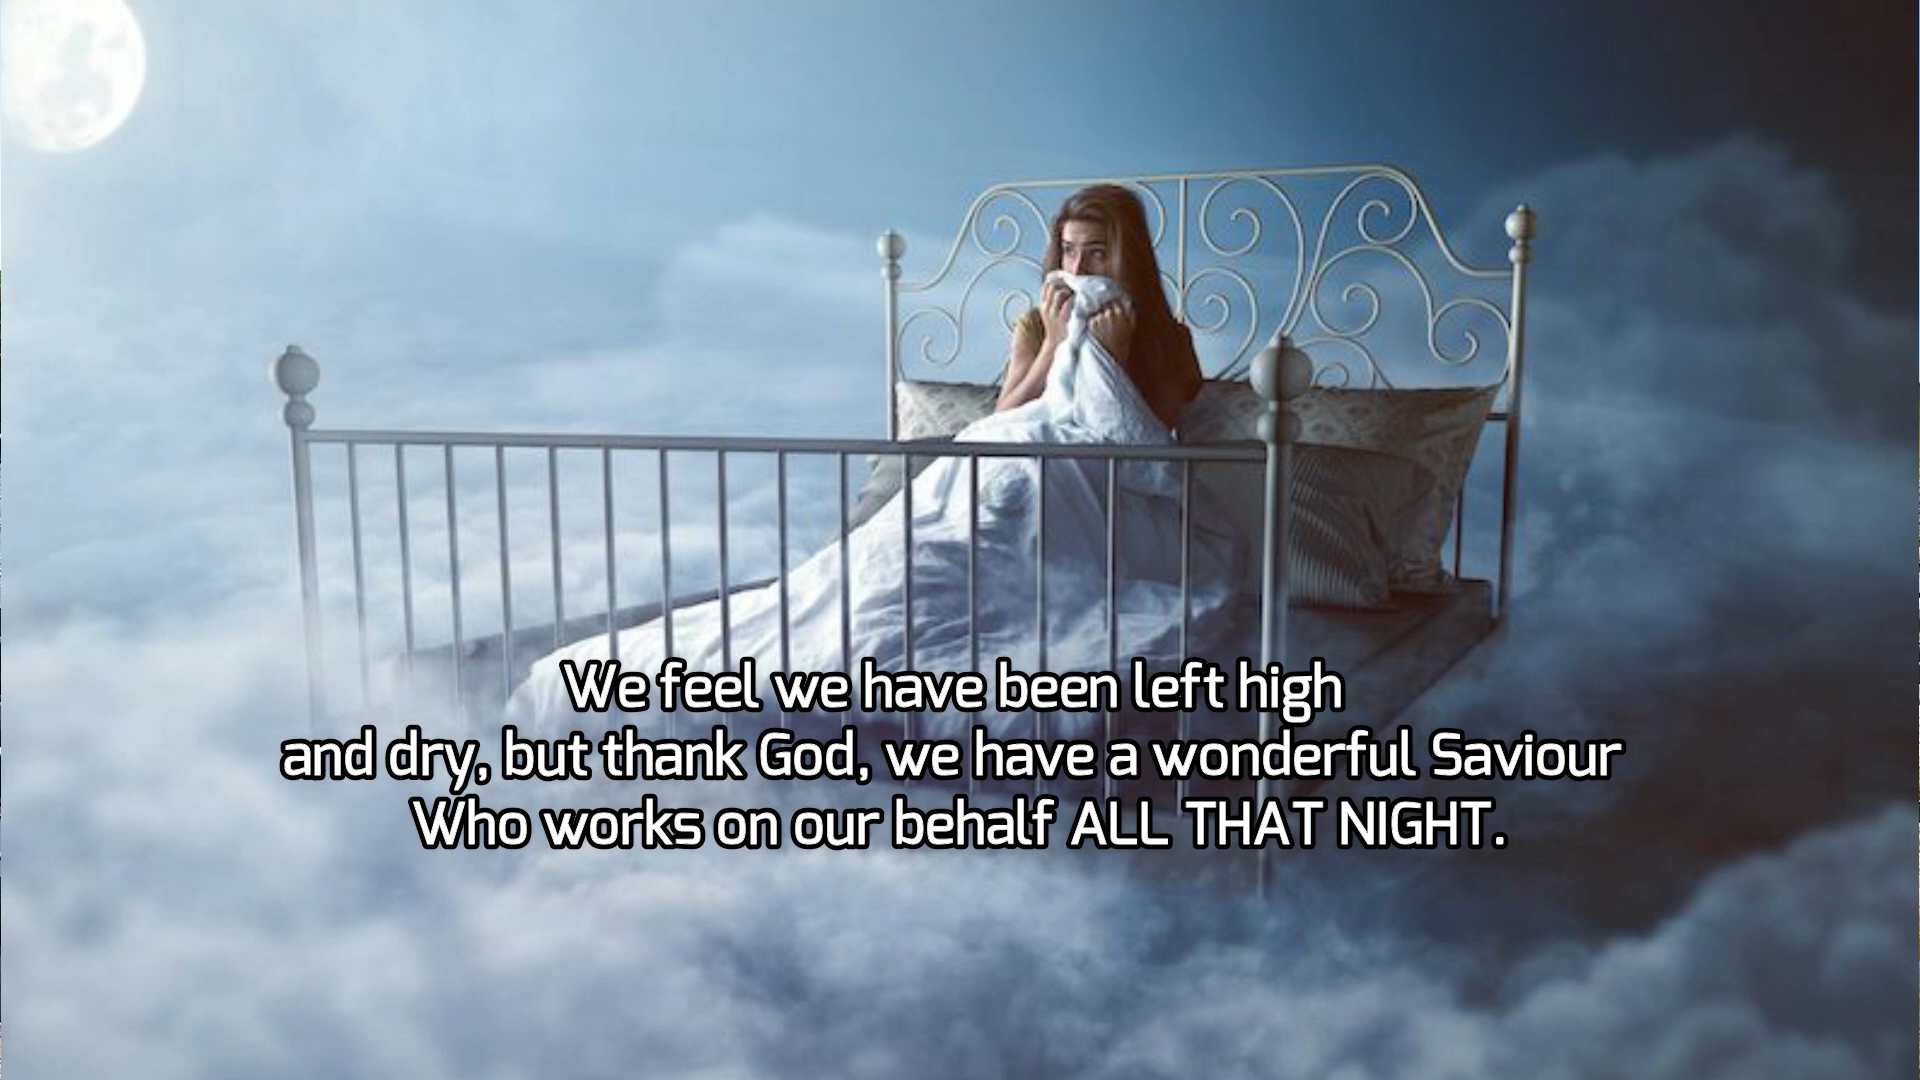 We feel we have been left high
and dry, but thank God, we have a wonderful Saviour
Who works on our behalf ALL THAT NIGHT.